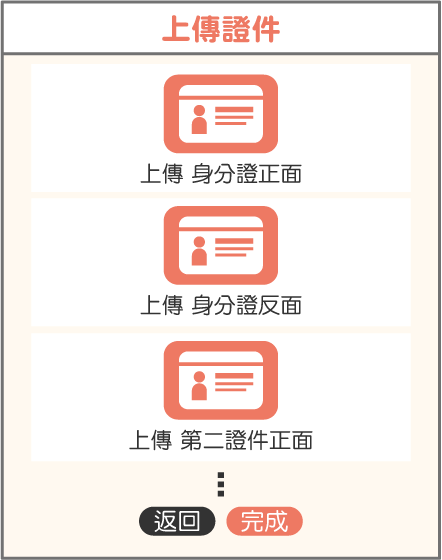 上傳證件
上傳 身分證正面
上傳 身分證反面
上傳 第二證件正面
返回 完成